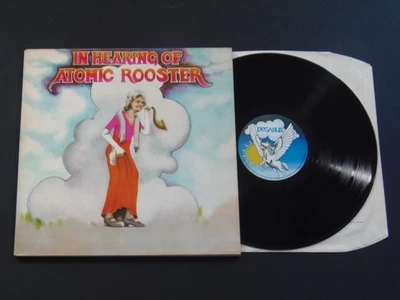 IN HEARING OF
ATOMIC ROOSTER
PEGASUS